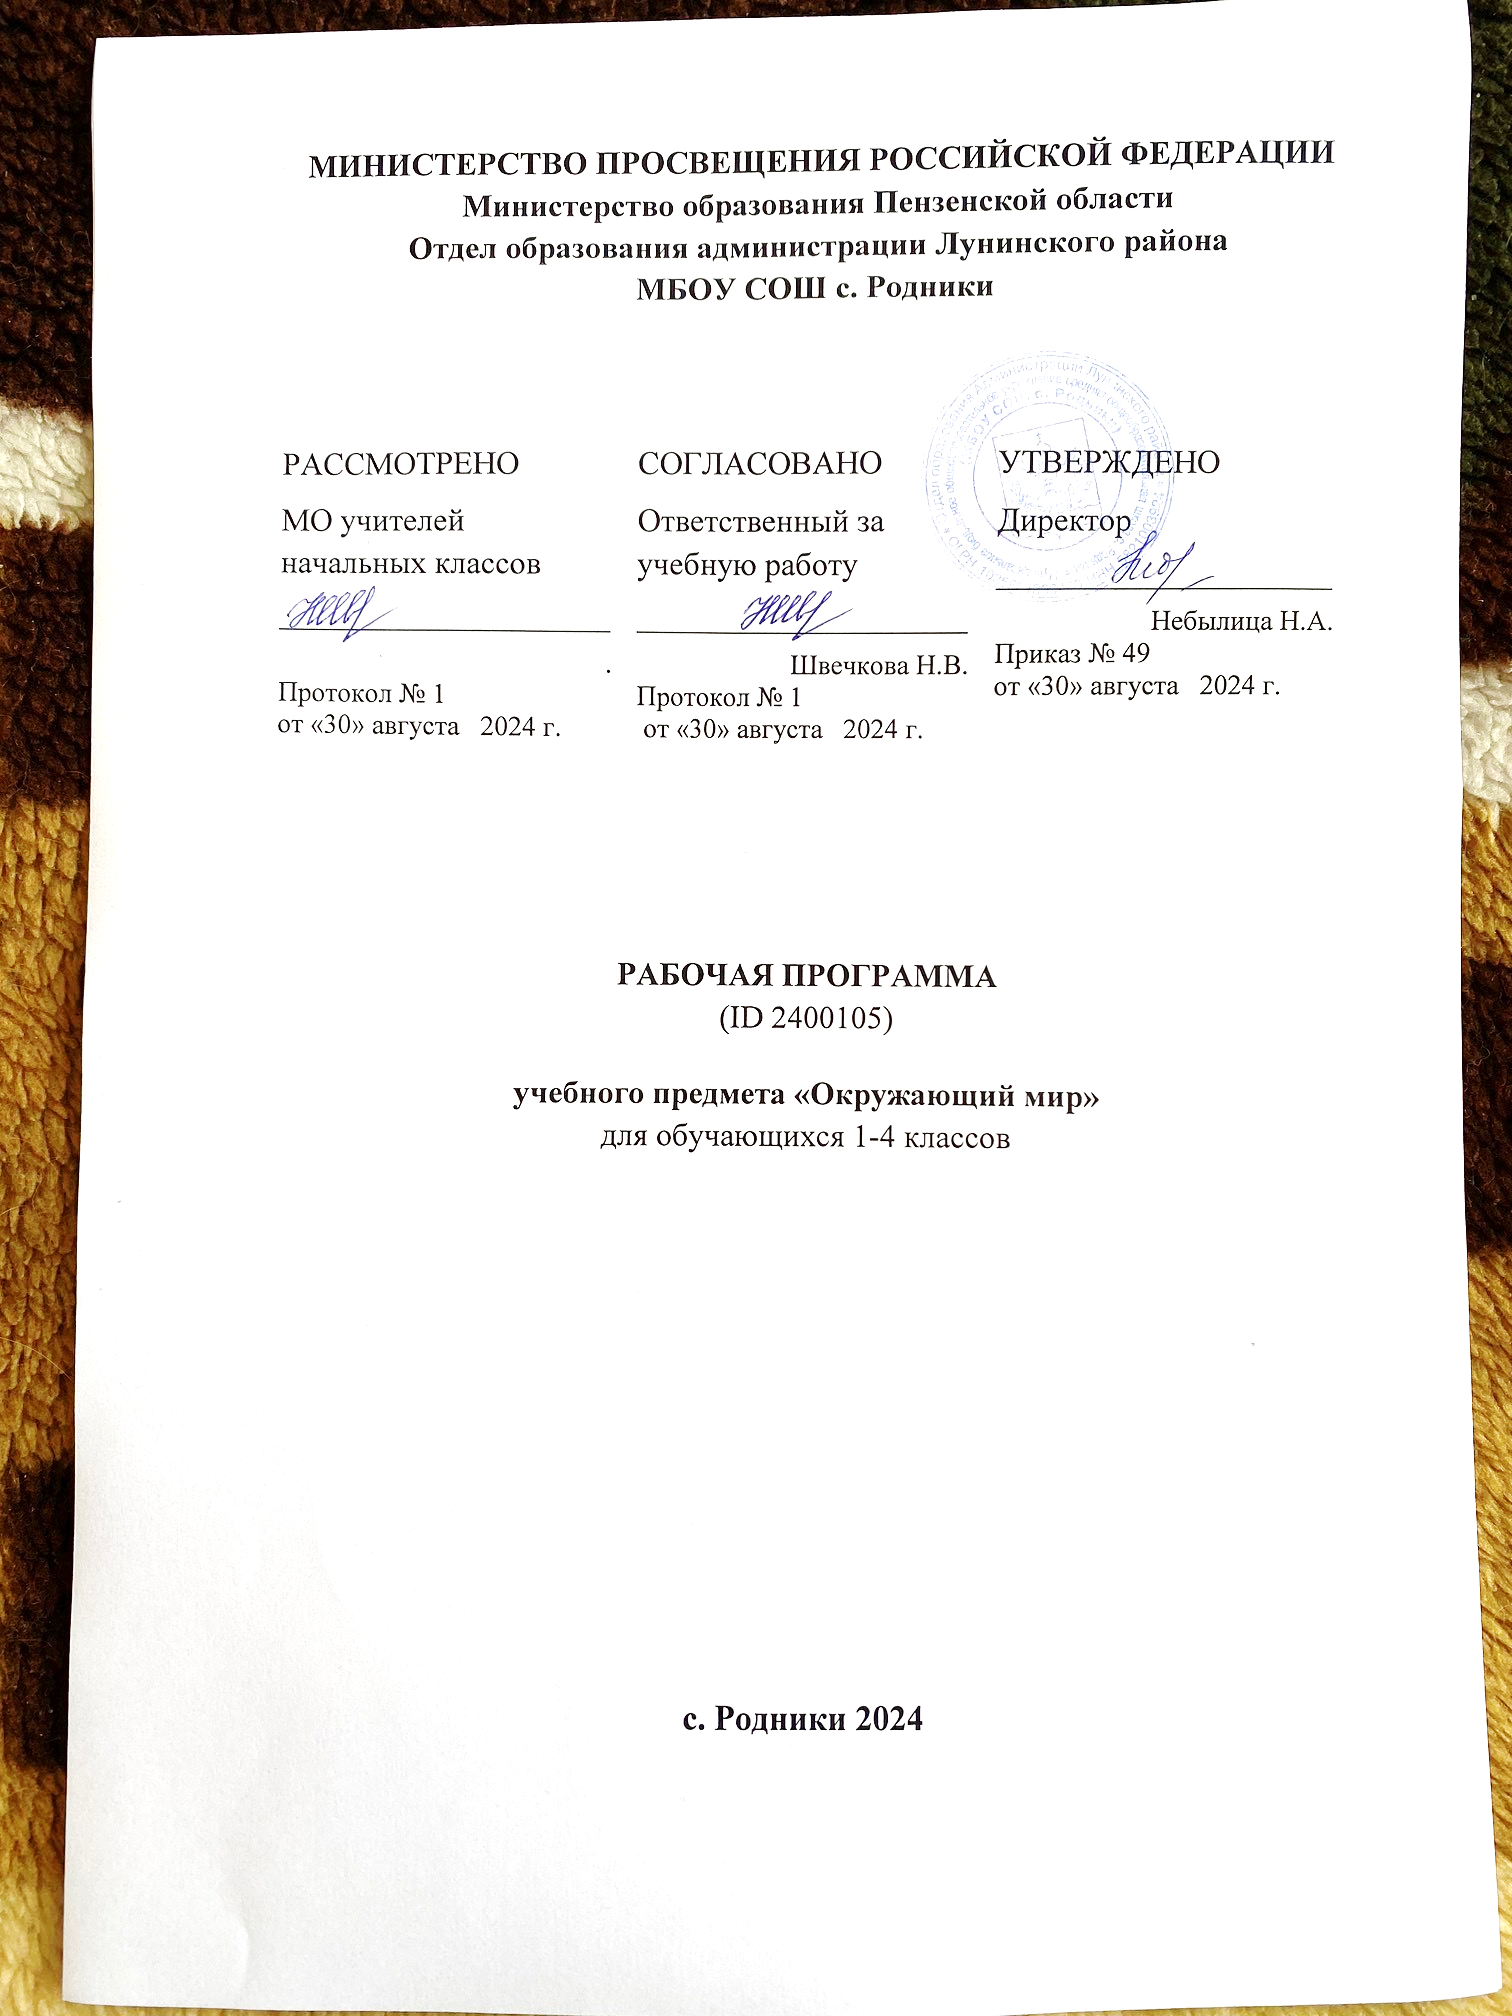 МИНИСТЕРСТВО ПРОСВЕЩЕНИЯ РОССИЙСКОЙ ФЕДЕРАЦИИ
Министерство образования Пензенской области
Отдел образования администрации Лунинского района
МБОУ СОШ с. Родники
РАССМОТРЕНО
МО учителей
начальных классов
.
Протокол № 1
от «30» августа 2024 г.
СОГЛАСОВАНО
Ответственный за
учебную работу
Швечкова Н.В.
Протокол № 1
от «30» августа 2024 г.
УТВЕРЖДЕНО
Директор
Небылица Н.А.
Приказ № 49
от «30» августа 2024 г.
РАБОЧАЯ ПРОГРАММА
(ID 2400105)
учебного предмета «Окружающий мир»
для обучающихся 1-4 классов
с. Родники 2024